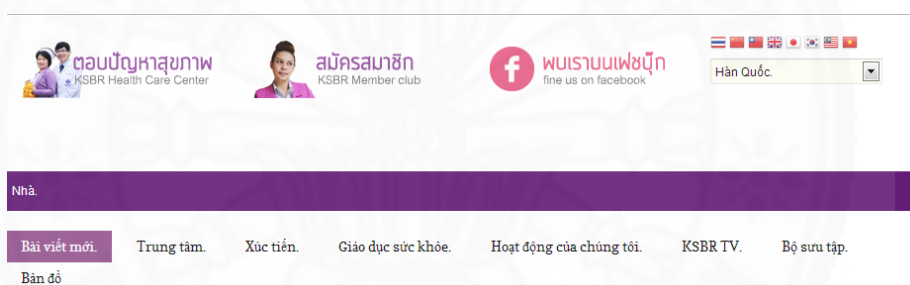 ตอบปัญหาสุขภาพ
KSBR Health Care Center
สมัครสมาชิก
KSBR Member club
f
พบเราบนเฟซบุ๊ก
fine us on facebook
Hàn Quốc.
Nhà.
Bài viết mới. Trung tâm. Xúc tiến. Giáo dục sức khỏe. Hoạt động của chúng tôi. KSBR TV. Bộ sưu tập.
Bản đồ